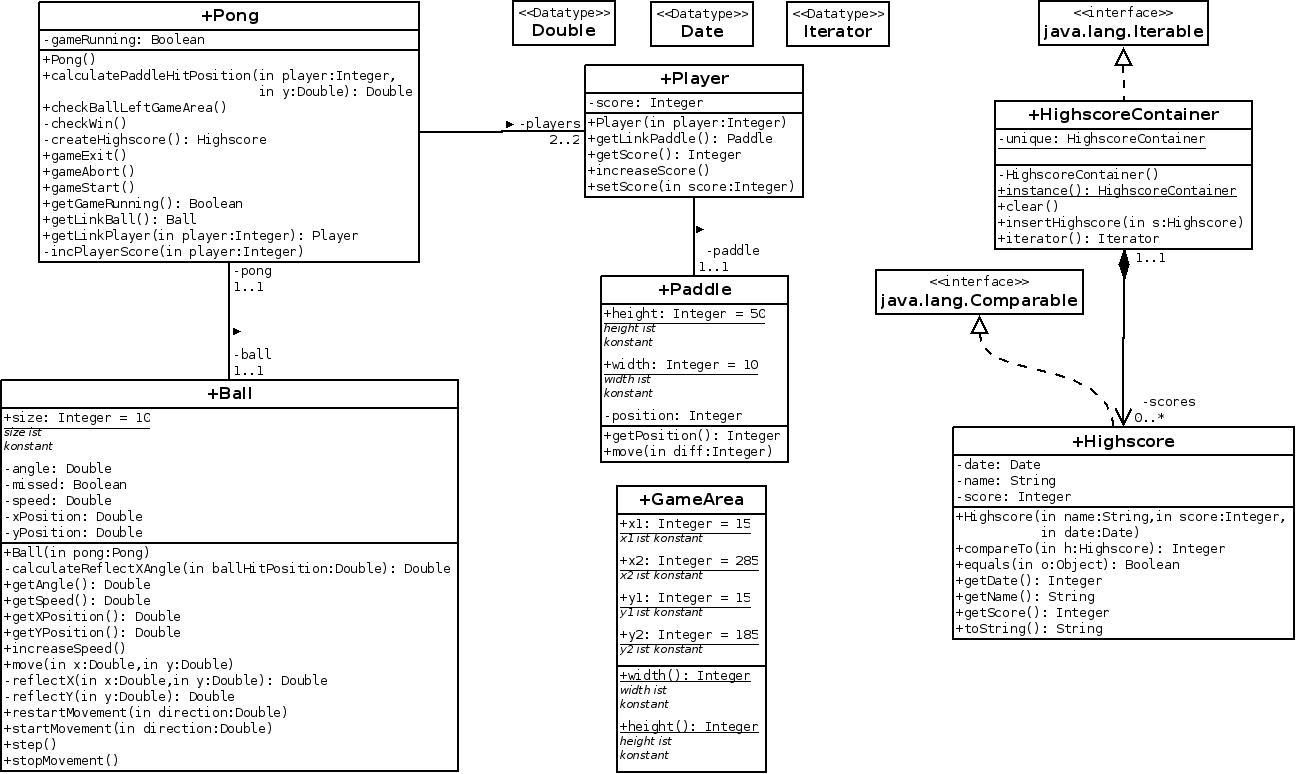 +Pong
-gameRunning: Boolean
+Pong()
+calculatePaddleHitPosition(in player:Integer,
in y:Double): Double
+checkBallLeftGameArea()
-checkWin()
-createHighscore(): Highscore
+gameExit()
+gameAbort()
+gameStart()
+getGameRunning(): Boolean
+getLinkBall(): Ball
+getLinkPlayer(in player:Integer): Player
-incPlayerScore(in player:Integer)
-pong
1..1
-ball
1..1
+Ball
+size: Integer = 10
size ist
konstant
-angle: Double
-missed: Boolean
-speed: Double
-xPosition: Double
-yPosition: Double
+Ball(in pong:Pong)
-calculateReflectXAngle(in ballHitPosition:Double): Double
+getAngle(): Double
+getSpeed(): Double
+getXPosition(): Double
+getYPosition(): Double
+increaseSpeed()
+move(in x:Double,in y:Double)
-reflectX(in x:Double,in y:Double): Double
-reflectY(in y:Double): Double
+restartMovement(in direction:Double)
+startMovement(in direction:Double)
+step()
+stopMovement()
<<Datatype>>
Double
<<Datatype>>
Date
<<Datatype>>
Iterator
-players
2..2
+Player
-score: Integer
+Player(in player:Integer)
+getLinkPaddle(): Paddle
+getScore(): Integer
+increaseScore()
+setScore(in score:Integer)
-paddle
1..1
+Paddle
+height: Integer = 50
height ist
konstant
+width: Integer = 10
width ist
konstant
-position: Integer
+getPosition(): Integer
+move(in diff:Integer)
+GameArea
+x1: Integer = 15
x1 ist konstant
+x2: Integer = 285
x2 ist konstant
+y1: Integer = 15
y1 ist konstant
+y2: Integer = 185
y2 ist konstant
+width(): Integer
width ist
konstant
+height(): Integer
height ist
konstant
<<interface>>
java.lang.Iterable
+HighscoreContainer
-unique: HighscoreContainer
-HighscoreContainer()
+instance(): HighscoreContainer
+clear()
+insertHighscore(in s:Highscore)
+iterator(): Iterator
1..1
<<interface>>
java.lang.Comparable
-scores
0..*
+Highscore
-date: Date
-name: String
-score: Integer
+Highscore(in name:String,in score:Integer,
in date:Date)
+compareTo(in h:Highscore): Integer
+equals(in o:Object): Boolean
+getDate(): Integer
+getName(): String
+getScore(): Integer
+toString(): String